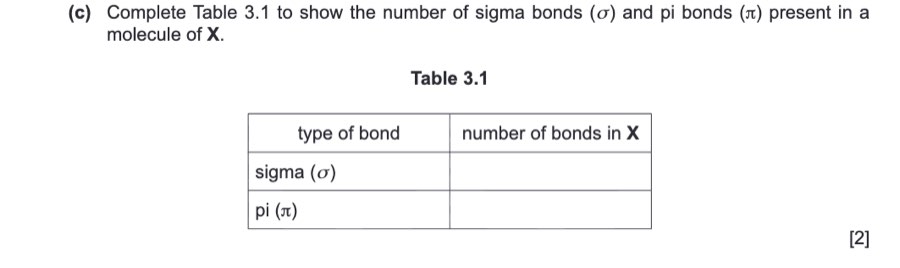 (c) Complete Table 3.1 to show the number of sigma bonds (σ) and pi bonds (π) present in a
molecule of X.
Table 3.1
type of bond number of bonds in X
sigma (σ)
pi (π)
[2]